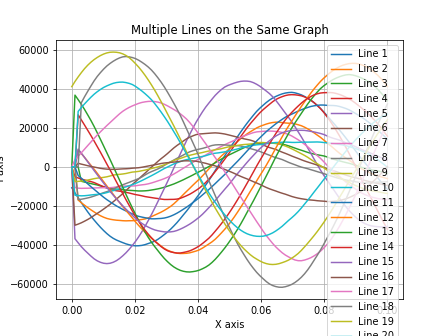 Multiple Lines on the Same Graph
60000
40000
20000
0
−20000
−40000
−60000
0.00
0.02
0.04
0.06
X axis
Line 1
Line 2
Line 3
Line 4
Line 5
Line 6
Line 7
Line 8
Line 9
Line 10
Line 11
Line 12
Line 13
Line 14
Line 15
Line 16
Line 17
Line 18
Line 19